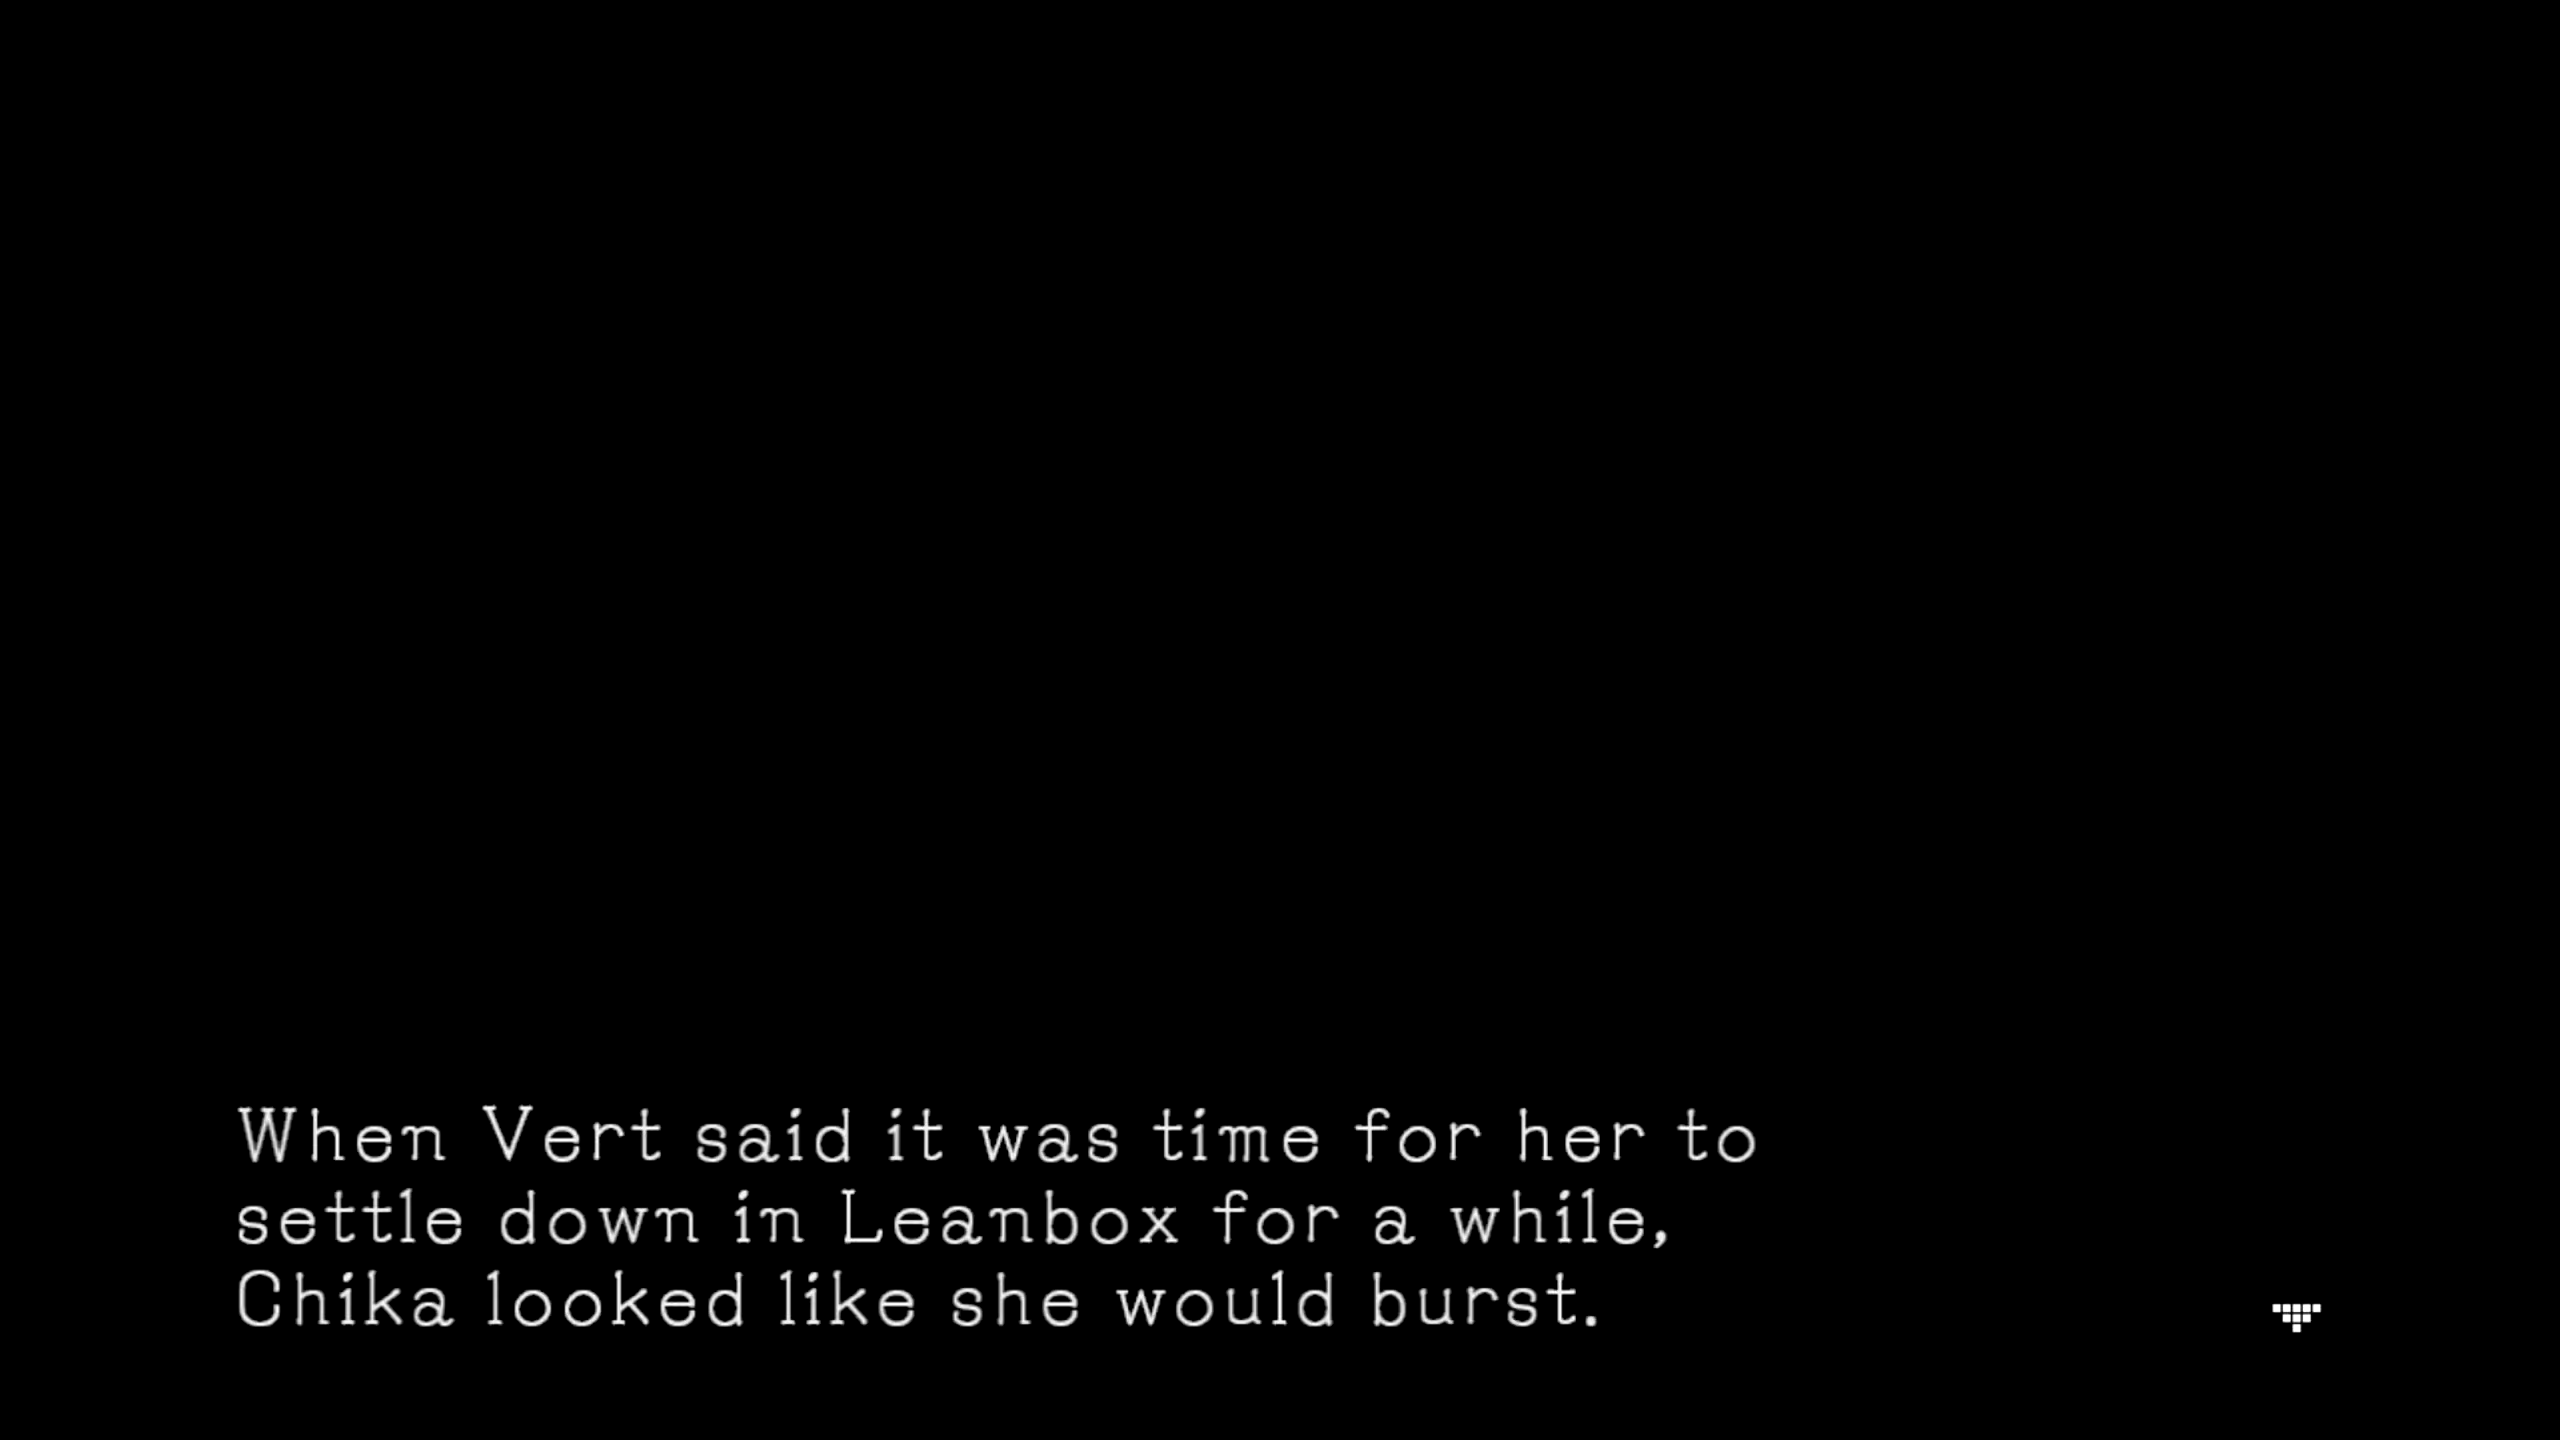 When Vert said it was time for her to
settle down in Leanbox for a while,
Chika looked like she would burst.